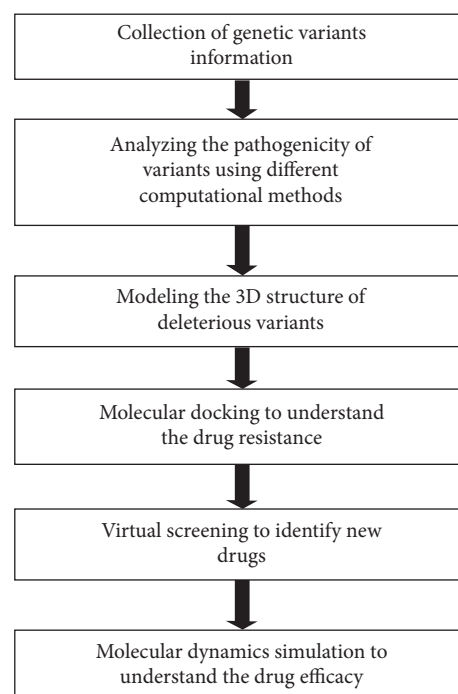 Collection of genetic variants
information
Analyzing the pathogenicity of
variants using different
computational methods
Modeling the 3D structure of
deleterious variants
Molecular docking to understand
the drug resistance
Virtual screening to identify new
drugs
Molecular dynamics simulation to
understand the drug efficacy